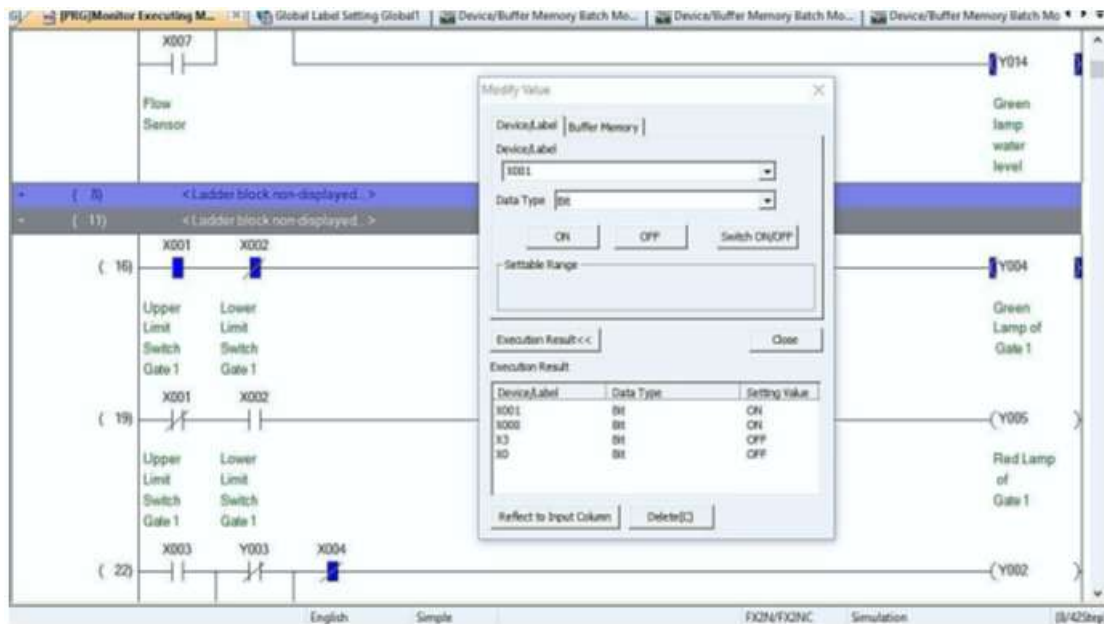 [PRG]Monitor Executing M...
Global Label Setting Global1
Device/Buffer Memory Batch Mo...
Device/Buffer Memory Batch Mo...
Device/Buffer Memory Batch Mo
X007
Y014
Flow
Sensor
Green
lamp
water
level
( 8) <Ladder block non-displayed...>
( 11) <Ladder block non-displayed...>
X001 X002
( 16) Y004
Upper Lower
Limit Limit
Switch Switch
Gate 1 Gate 1
Green
Lamp of
Gate 1
X001 X002
( 19) (Y005 )
Upper Lower
Limit Limit
Switch Switch
Gate 1 Gate 1
Red Lamp
of
Gate 1
X003 Y003 X004
( 22) (Y002 )
Modify Value
Device/Label Buffer Memory
Device/Label
X001
Data Type Bit
ON OFF Switch ON/OFF
Settable Range
Execution Result<< Close
Execution Result
Device/Label Data Type Setting Value
X001 Bit ON
X000 Bit ON
X3 Bit OFF
X0 Bit OFF
Reflect to Input Column Delete(C)
English Simple FX2N/FX2NC Simulation (8/42Step